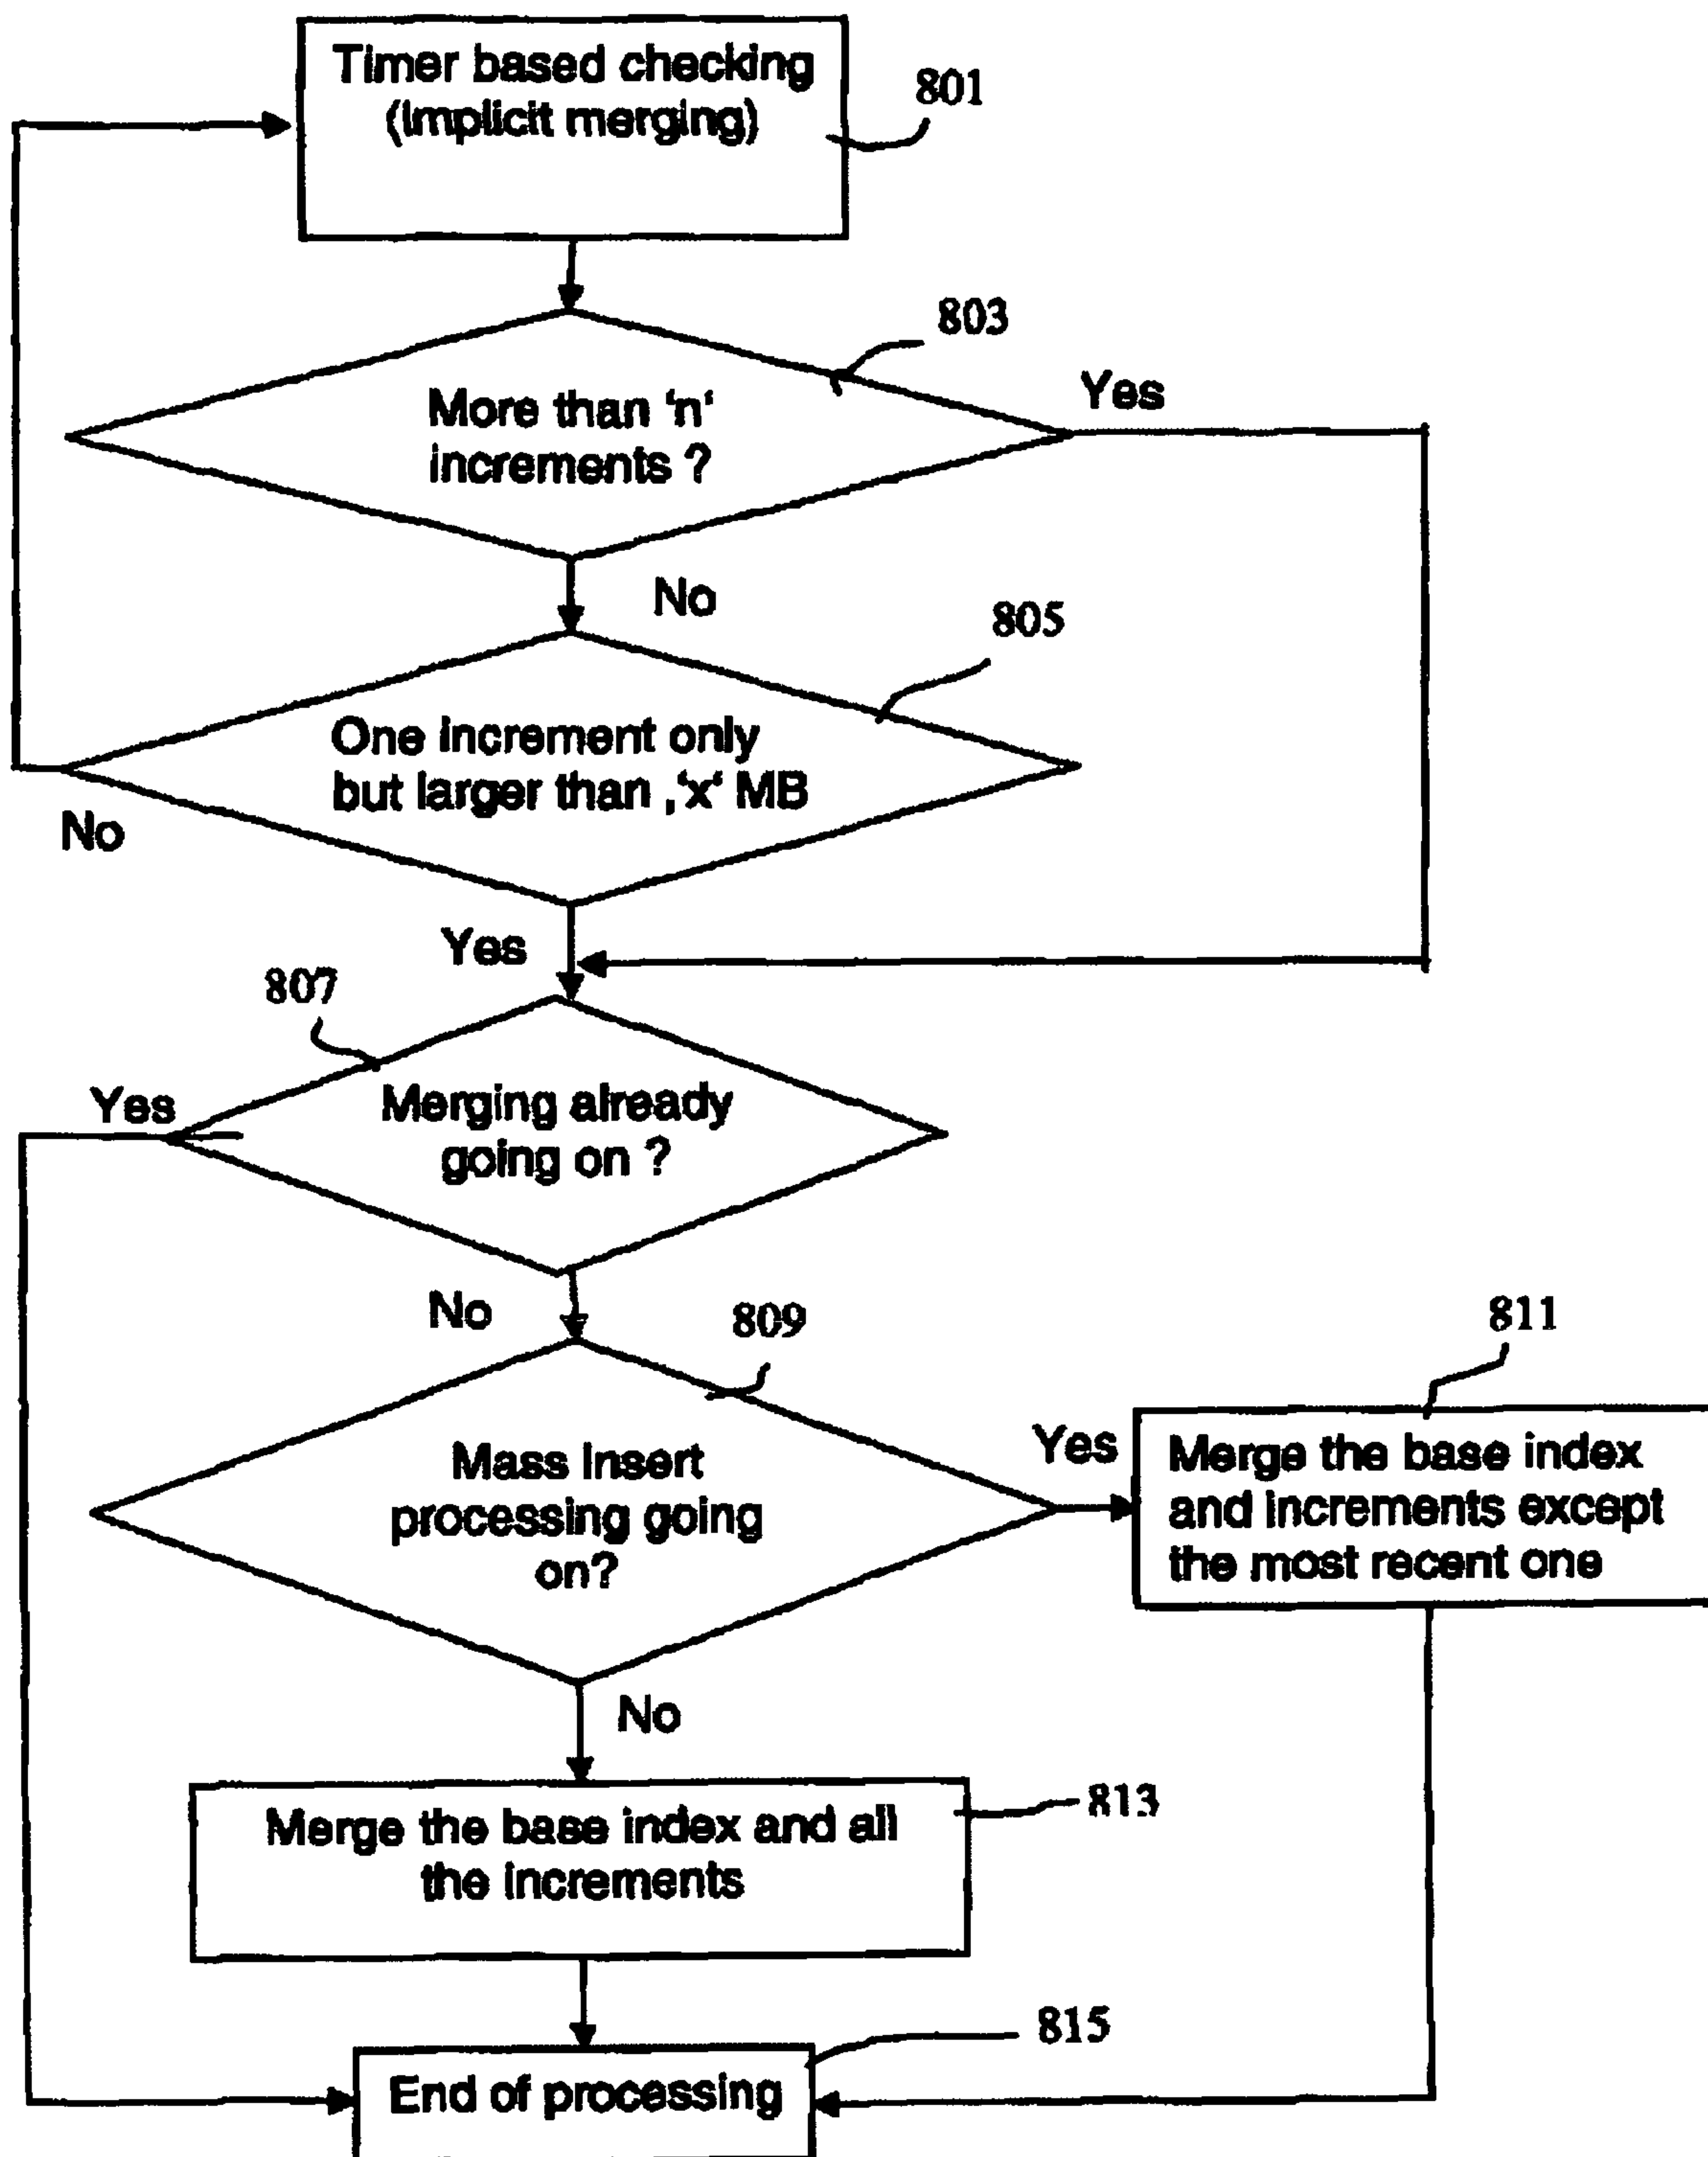 Timer based checking
(Implicit merging)
801
803
More than 'n'
increments ?
Yes
No
805
One increment only
but larger than ,'x' MB
No
Yes
807
Yes
Merging already
going on ?
No
809
811
Mass Insert
processing going
on?
Yes
Merge the base index
and increments except
the most recent one
No
Merge the base index and all
the increments
813
815
End of processing